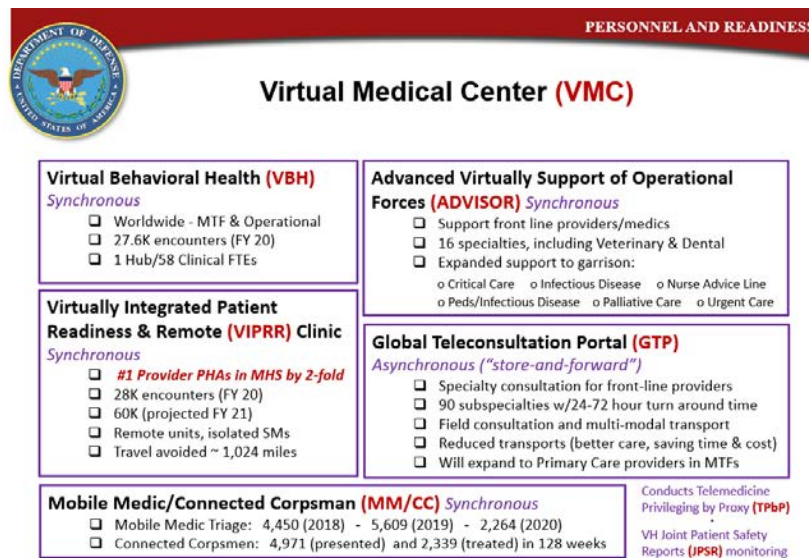 PERSONNEL AND READINESS
DEPARTMENT OF DEFENSE
UNITED STATES OF AMERICA
Virtual Medical Center (VMC)
Virtual Behavioral Health (VBH)
Synchronous
❑ Worldwide - MTF & Operational
❑ 27.6K encounters (FY 20)
❑ 1 Hub/58 Clinical FTEs
Virtually Integrated Patient
Readiness & Remote (VIPRR) Clinic
Synchronous
❑ #1 Provider PHAs in MHS by 2-fold
❑ 28K encounters (FY 20)
❑ 60K (projected FY 21)
❑ Remote units, isolated SMs
❑ Travel avoided ~ 1,024 miles
Advanced Virtually Support of Operational
Forces (ADVISOR) Synchronous
❑ Support front line providers/medics
❑ 16 specialties, including Veterinary & Dental
❑ Expanded support to garrison:
o Critical Care o Infectious Disease o Nurse Advice Line
o Peds/Infectious Disease o Palliative Care o Urgent Care
Global Teleconsultation Portal (GTP)
Asynchronous (“store-and-forward”)
❑ Specialty consultation for front-line providers
❑ 90 subspecialties w/24-72 hour turn around time
❑ Field consultation and multi-modal transport
❑ Reduced transports (better care, saving time & cost)
❑ Will expand to Primary Care providers in MTFs
Mobile Medic/Connected Corpsman (MM/CC) Synchronous
❑ Mobile Medic Triage: 4,450 (2018) - 5,609 (2019) - 2,264 (2020)
❑ Connected Corpsmen: 4,971 (presented) and 2,339 (treated) in 128 weeks
Conducts Telemedicine
Privileging by Proxy (TPbP)
·
VH Joint Patient Safety
Reports (JPSR) monitoring